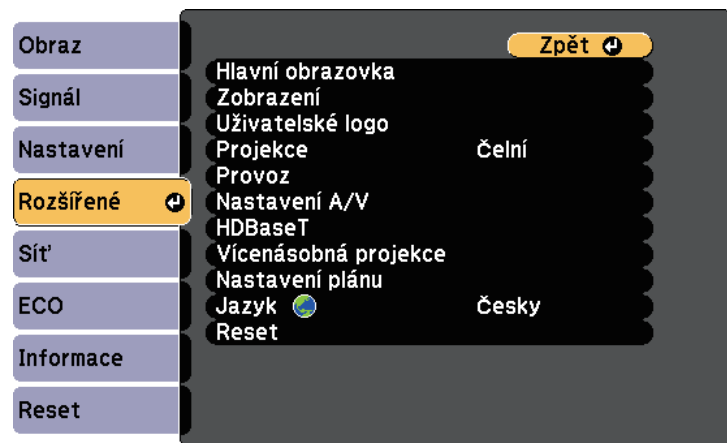 Obraz
Signál
Nastavení
Rozšířené
Síť
ECO
Informace
Reset
Zpět
Hlavní obrazovka
Zobrazení
Uživatelské logo
Projekce Čelní
Provoz
Nastavení A/V
HDBaseT
Vícenásobná projekce
Nastavení plánu
Jazyk Česky
Reset